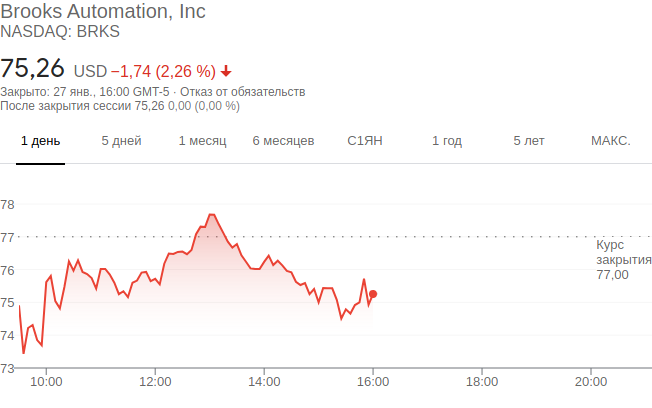 Brooks Automation, Inc
NASDAQ: BRKS
75,26 USD −1,74 (2,26 %)
Закрыто: 27 янв., 16:00 GMT-5 · Отказ от обязательств
После закрытия сессии 75,26 0,00 (0,00 %)
1 день 5 дней 1 месяц 6 месяцев С1ЯН 1 год 5 лет МАКС.
78
77
Курс
закрытия
77,00
76
75
74
73
10:00 12:00 14:00 16:00 18:00 20:00